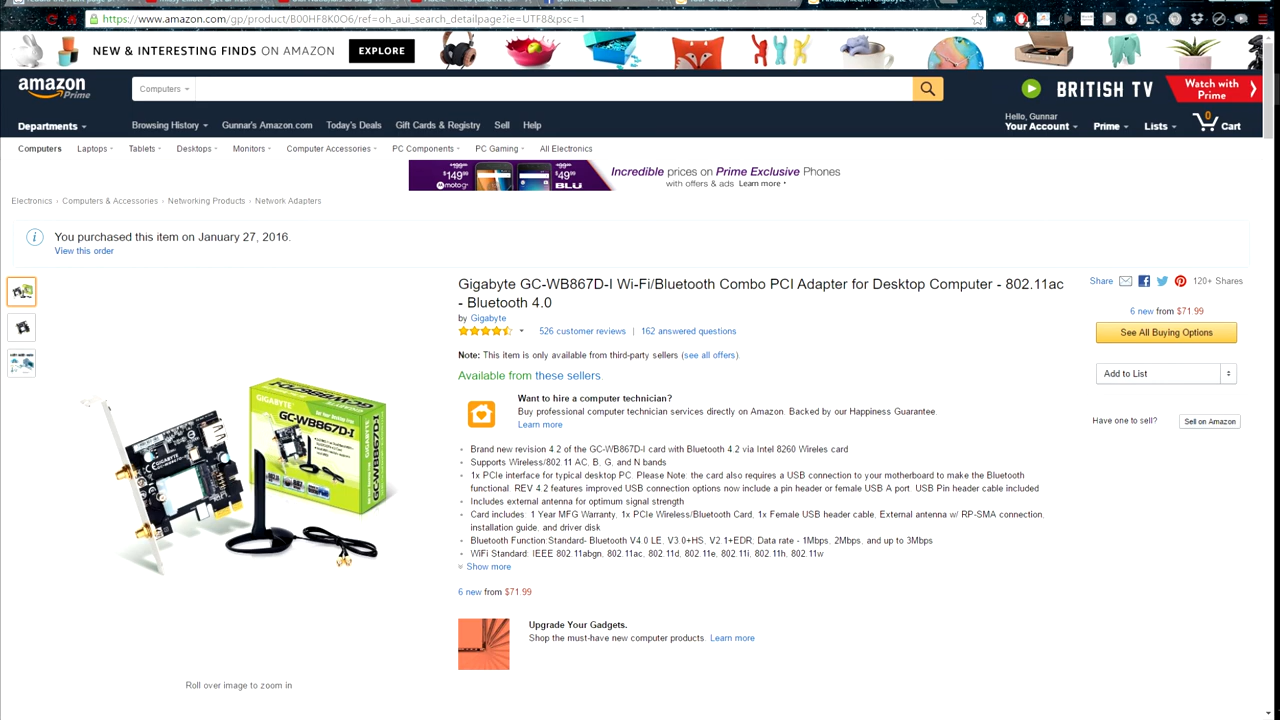 https://www.amazon.com/gp/product/B00HF8K0O6/ref=oh_aui_search_detailpage?ie=UTF8&psc=1
NEW & INTERESTING FINDS ON AMAZON EXPLORE
amazon Prime
Computers
BRITISH TV
Watch with Prime
Departments
Browsing History Gunnar's Amazon.com Today's Deals Gift Cards & Registry Sell Help
Hello, Gunnar
Your Account Prime Lists 0 Cart
Computers Laptops Tablets Desktops Monitors Computer Accessories PC Components PC Gaming All Electronics
$149 moto g $49 BLU Incredible prices on Prime Exclusive Phones
with offers & ads Learn more
Electronics › Computers & Accessories › Networking Products › Network Adapters
You purchased this item on January 27, 2016.
View this order
Gigabyte GC-WB867D-I Wi-Fi/Bluetooth Combo PCI Adapter for Desktop Computer - 802.11ac
- Bluetooth 4.0
by Gigabyte
526 customer reviews | 162 answered questions
Note: This item is only available from third-party sellers (see all offers).
Available from these sellers.
Want to hire a computer technician?
Buy professional computer technician services directly on Amazon. Backed by our Happiness Guarantee.
Learn more
Brand new revision 4.2 of the GC-WB867D-I card with Bluetooth 4.2 via Intel 8260 Wireles card
Supports Wireless/802.11 AC, B, G, and N bands
1x PCIe interface for typical desktop PC. Please Note: the card also requires a USB connection to your motherboard to make the Bluetooth
functional. REV 4.2 features improved USB connection options now include a pin header or female USB A port. USB Pin header cable included
Includes external antenna for optimum signal strength
Card includes: 1 Year MFG Warranty, 1x PCIe Wireless/Bluetooth Card, 1x Female USB header cable, External antenna w/ RP-SMA connection,
installation guide, and driver disk
Bluetooth Function Standard- Bluetooth V4.0 LE, V3.0+HS, V2.1+EDR; Data rate - 1Mbps, 2Mbps, and up to 3Mbps
WiFi Standard: IEEE 802.11abgn, 802.11ac, 802.11d, 802.11e, 802.11i, 802.11h, 802.11w
Show more
6 new from $71.99
Upgrade Your Gadgets.
Shop the must-have new computer products. Learn more
Share 120+ Shares
6 new from $71.99
See All Buying Options
Add to List
Have one to sell? Sell on Amazon
GIGABYTE
GC-WB867D-I
Roll over image to zoom in